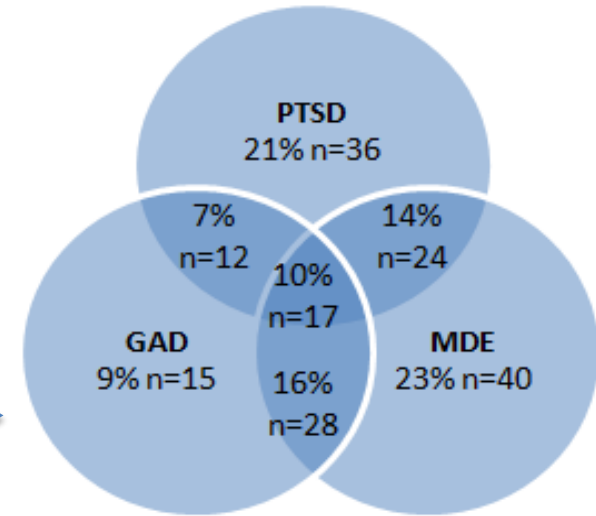 PTSD
21% n=36
7%
n=12
14%
n=24
10%
n=17
GAD
9% n=15
MDE
23% n=40
16%
n=28